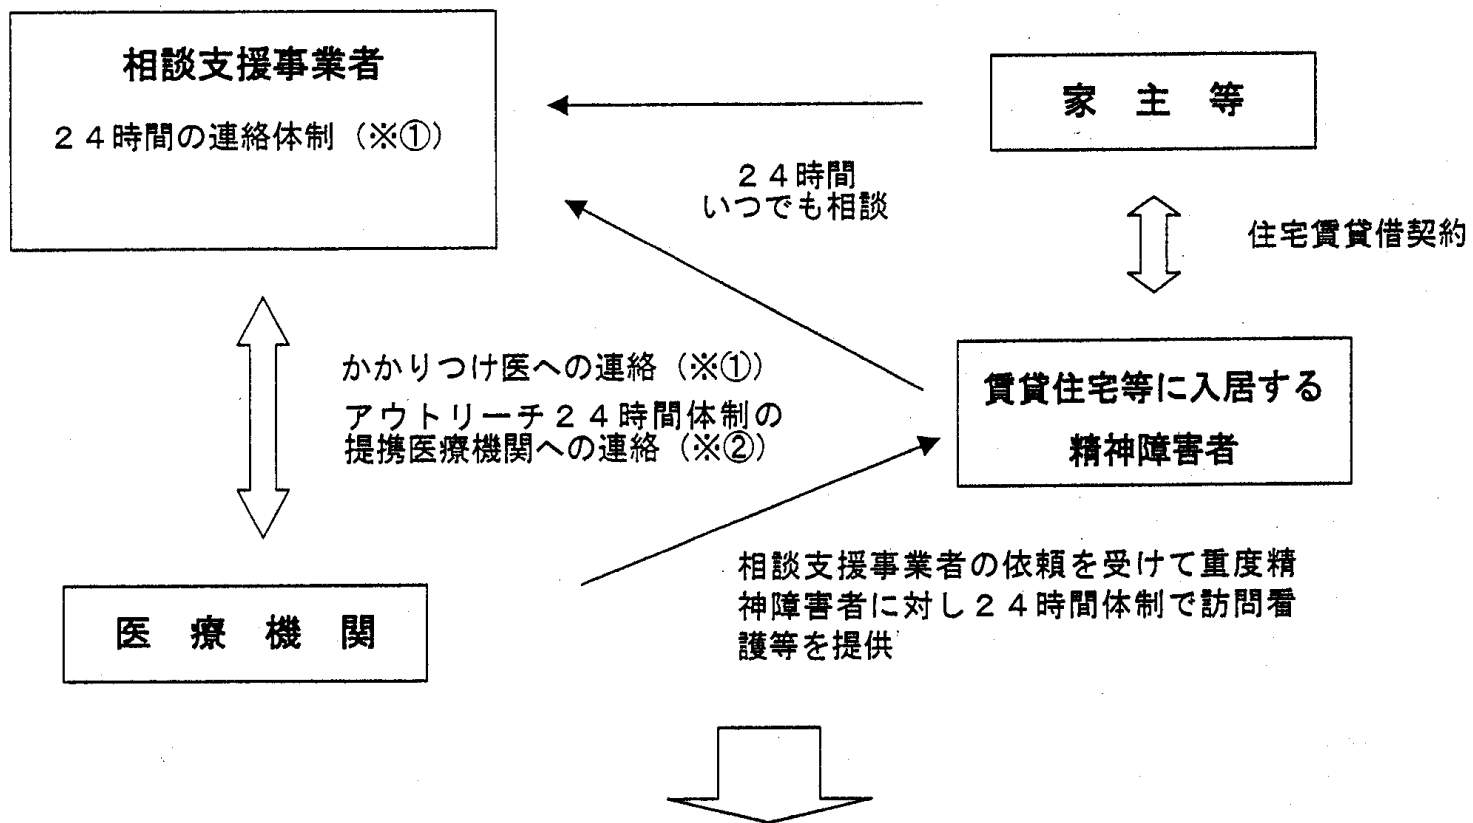 相談支援事業者
２４時間の連絡体制（※①）
家　主　等
２４時間
いつでも相談
住宅賃貸借契約
かかりつけ医への連絡（※①）
アウトリーチ２４時間体制の
提携医療機関への連絡（※②）
賃貸住宅等に入居する
精神障害者
医　療　機　関
相談支援事業者の依頼を受けて重度精
神障害者に対し２４時間体制で訪問看
護等を提供